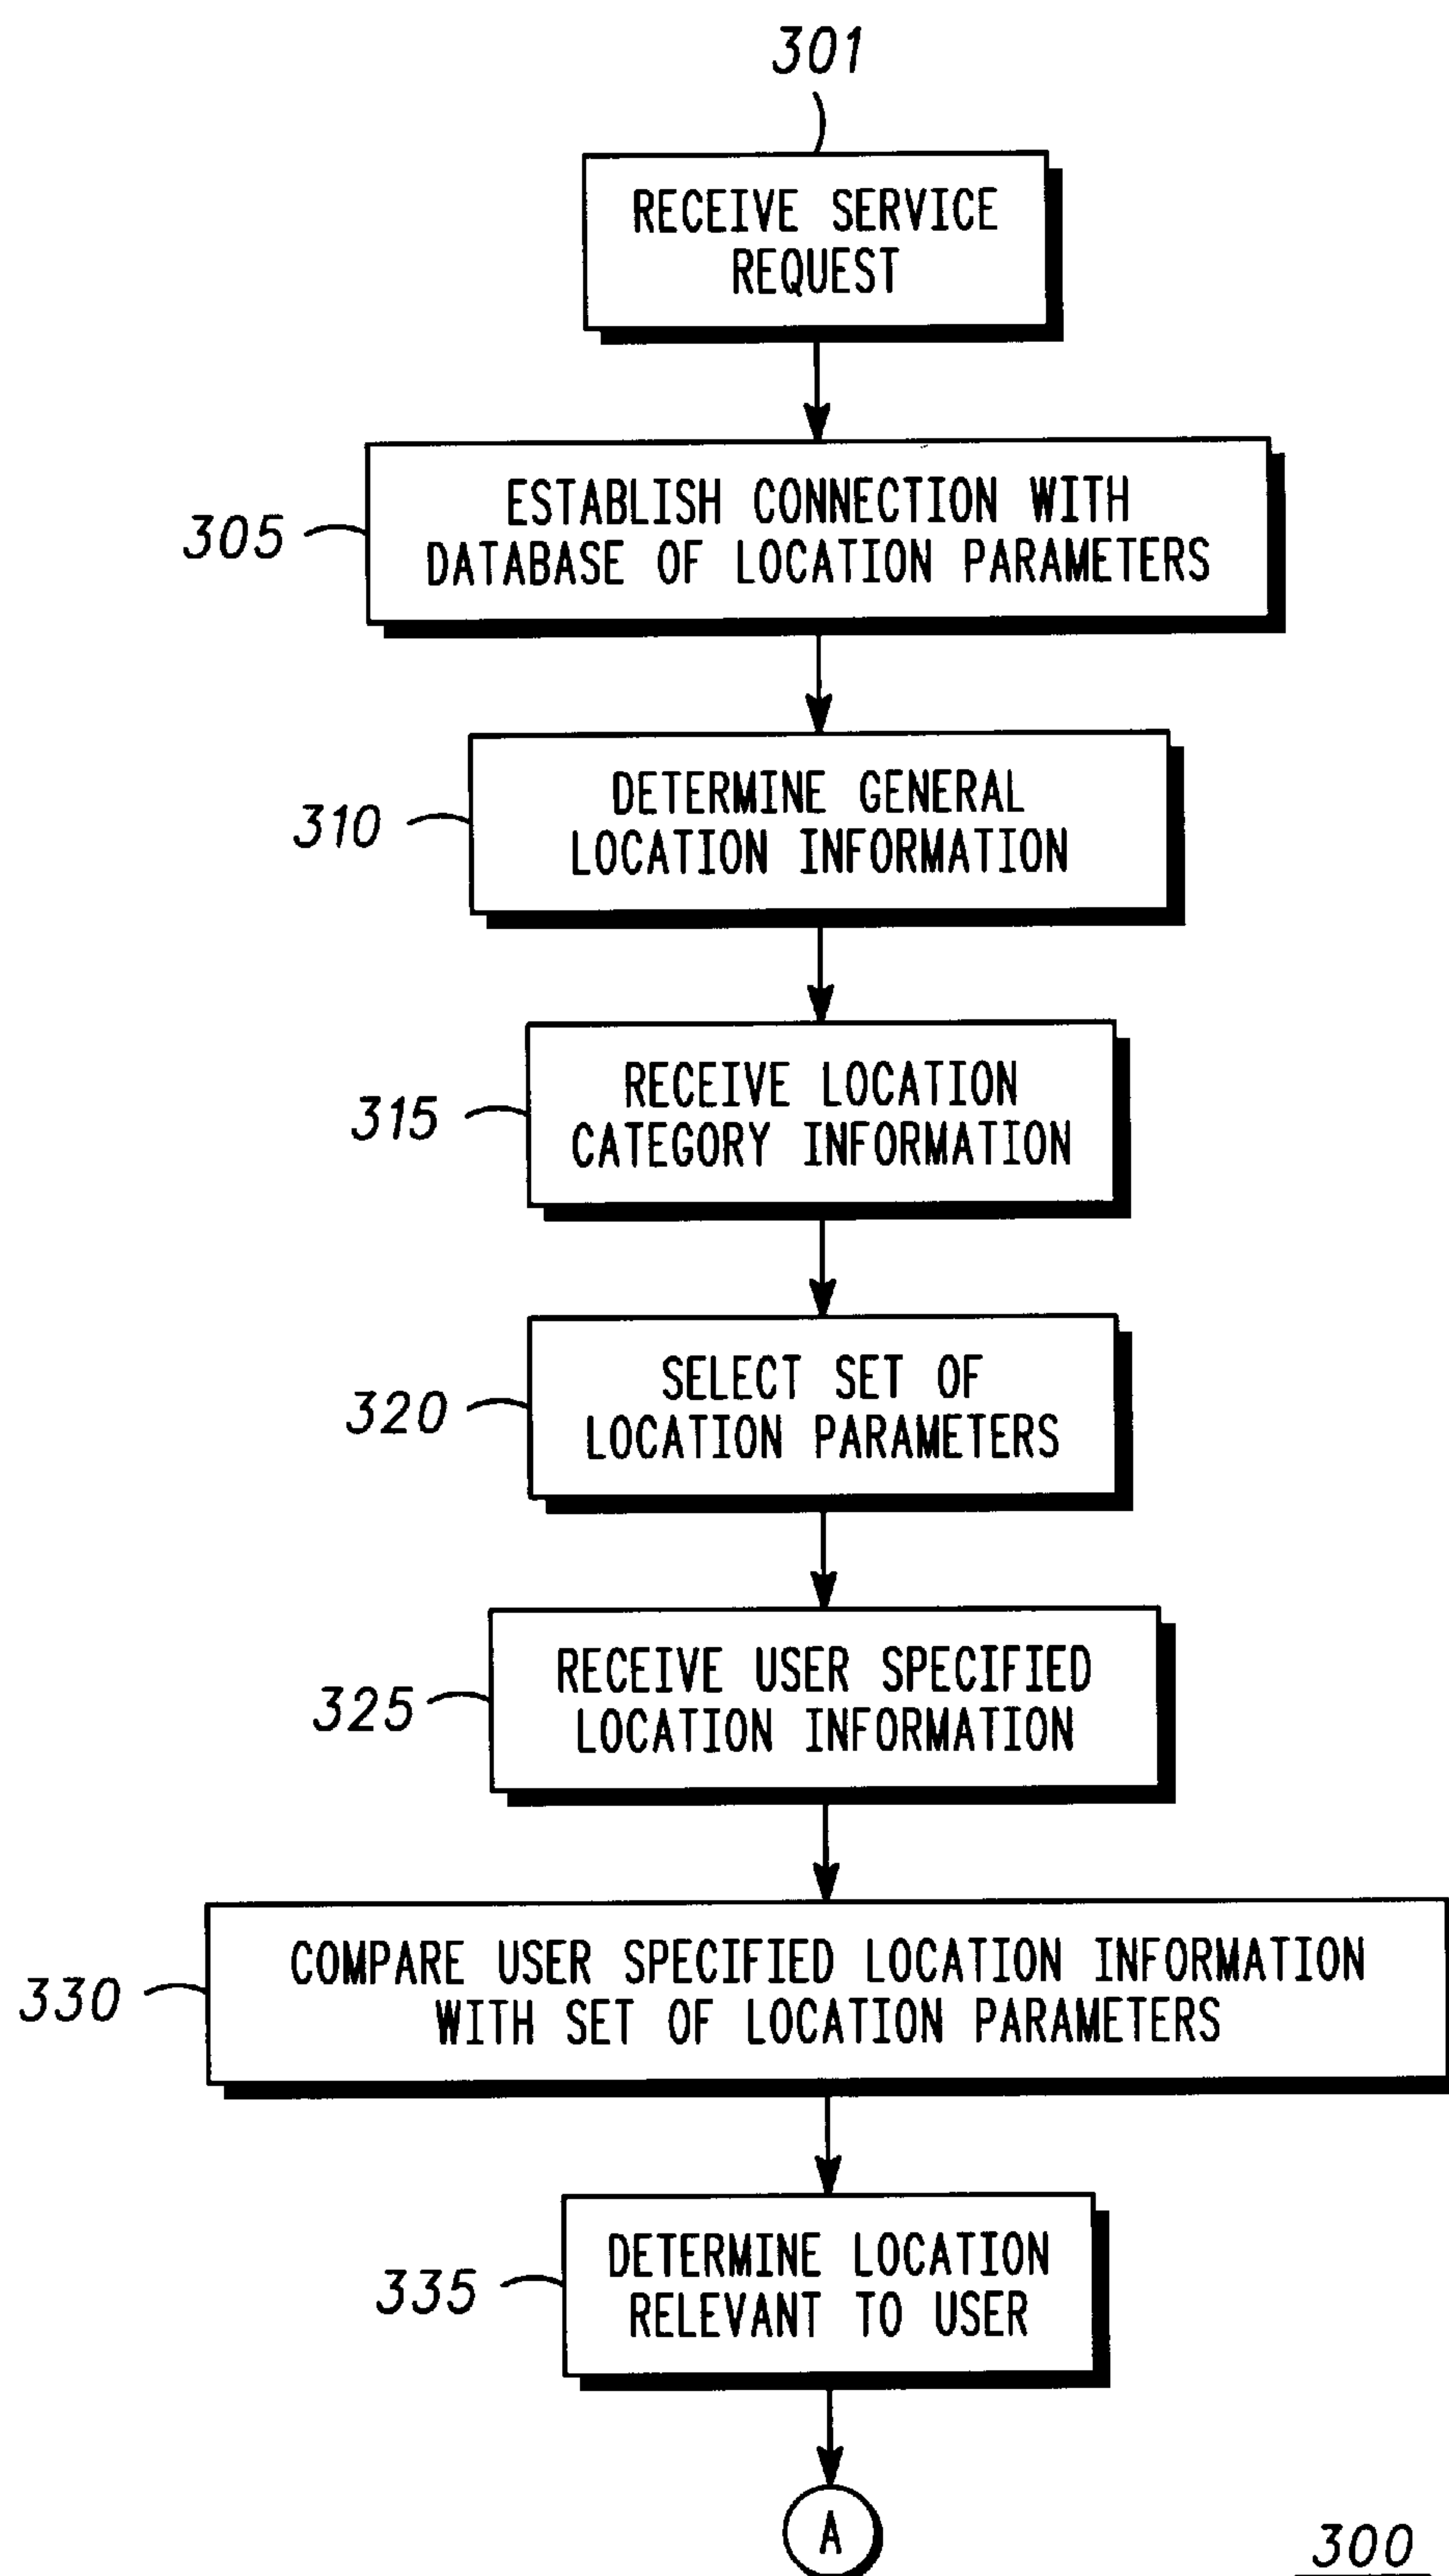 301
RECEIVE SERVICE
REQUEST
305
ESTABLISH CONNECTION WITH
DATABASE OF LOCATION PARAMETERS
310
DETERMINE GENERAL
LOCATION INFORMATION
315
RECEIVE LOCATION
CATEGORY INFORMATION
320
SELECT SET OF
LOCATION PARAMETERS
325
RECEIVE USER SPECIFIED
LOCATION INFORMATION
330
COMPARE USER SPECIFIED LOCATION INFORMATION
WITH SET OF LOCATION PARAMETERS
335
DETERMINE LOCATION
RELEVANT TO USER
A
300